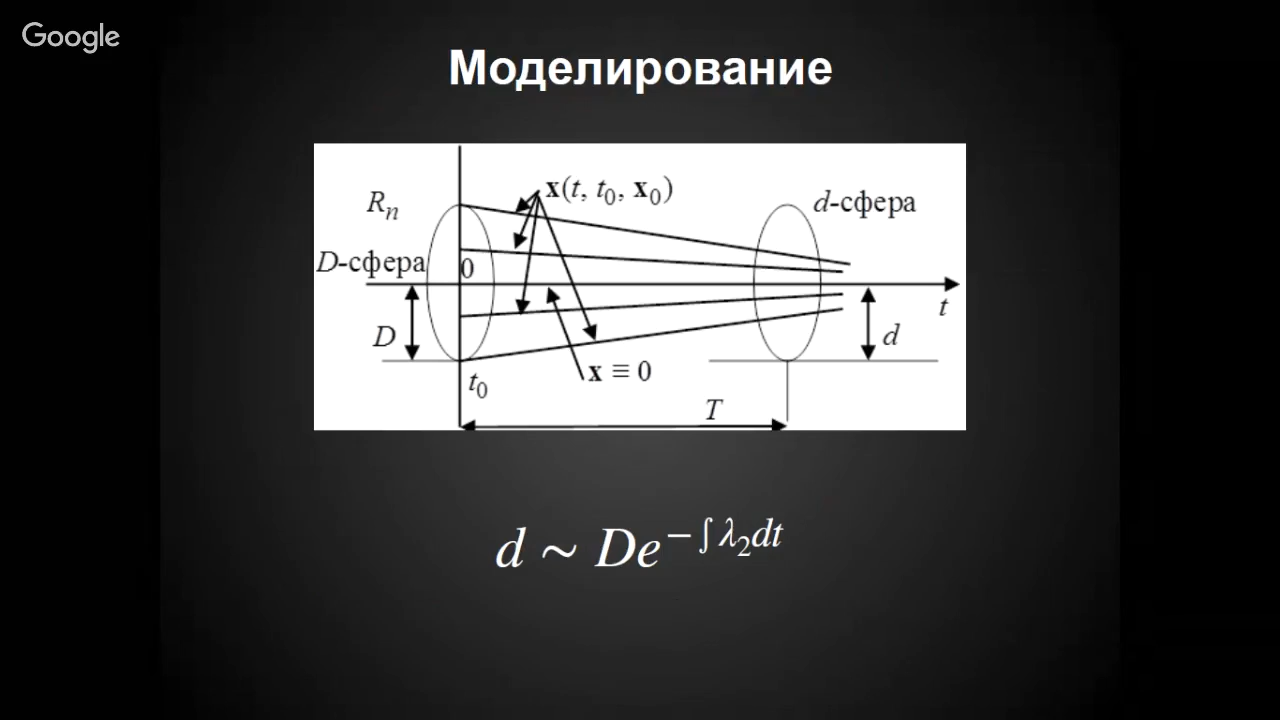 Google
Моделирование
x(t, t₀, x₀)
Rₙ
d-сфера
D-сфера
0
t
D
d
x ≡ 0
t₀
T
d ~ De^{−∫λ₂dt}